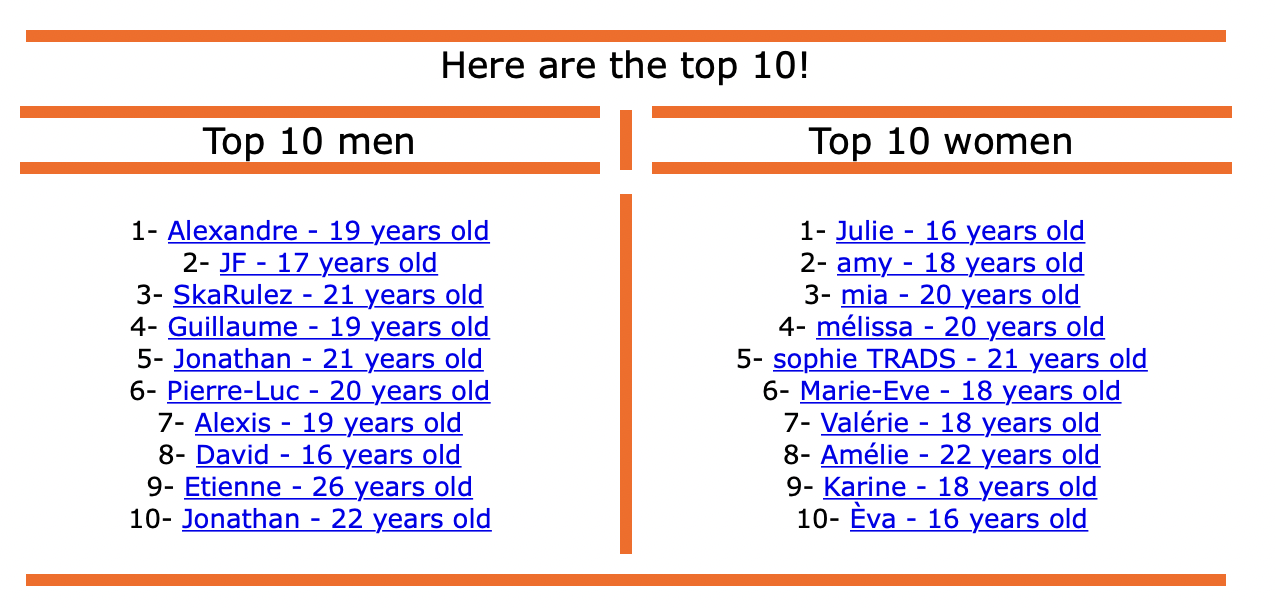 Here are the top 10!
Top 10 men
1- Alexandre - 19 years old
2- JF - 17 years old
3- SkaRulez - 21 years old
4- Guillaume - 19 years old
5- Jonathan - 21 years old
6- Pierre-Luc - 20 years old
7- Alexis - 19 years old
8- David - 16 years old
9- Etienne - 26 years old
10- Jonathan - 22 years old
Top 10 women
1- Julie - 16 years old
2- amy - 18 years old
3- mia - 20 years old
4- mélissa - 20 years old
5- sophie TRADS - 21 years old
6- Marie-Eve - 18 years old
7- Valérie - 18 years old
8- Amélie - 22 years old
9- Karine - 18 years old
10- Èva - 16 years old